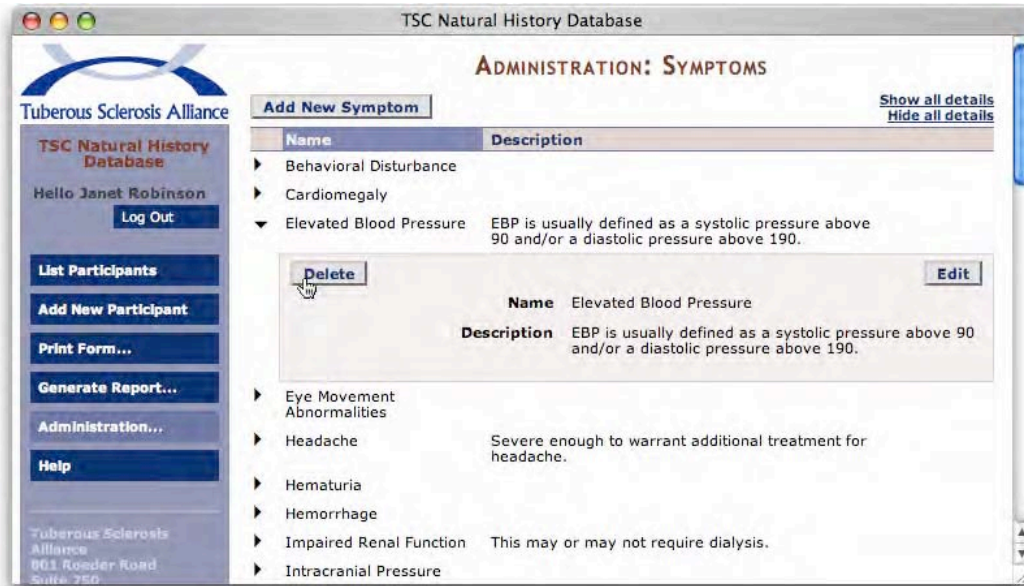 TSC Natural History Database
Tuberous Sclerosis Alliance
TSC Natural History
Database
Hello Janet Robinson
Log Out
List Participants
Add New Participant
Print Form...
Generate Report...
Administration...
Help
Tuberous Sclerosis
Alliance
801 Roeder Road
Suite 750
ADMINISTRATION: SYMPTOMS
Add New Symptom
Show all details
Hide all details
Name Description
Behavioral Disturbance
Cardiomegaly
Elevated Blood Pressure EBP is usually defined as a systolic pressure above
90 and/or a diastolic pressure above 190.
Delete Edit
Name Elevated Blood Pressure
Description EBP is usually defined as a systolic pressure above 90
and/or a diastolic pressure above 190.
Eye Movement
Abnormalities
Headache Severe enough to warrant additional treatment for
headache.
Hematuria
Hemorrhage
Impaired Renal Function This may or may not require dialysis.
Intracranial Pressure